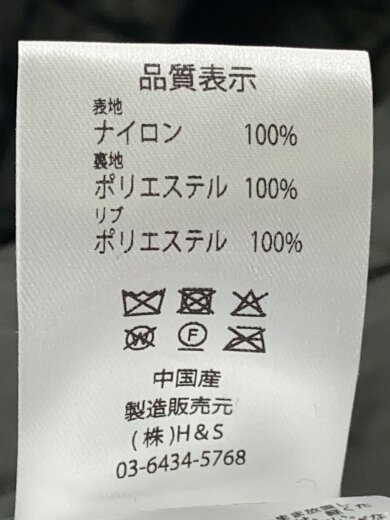 品質表示
表地
ナイロン 100%
裏地
ポリエステル 100%
リブ
ポリエステル 100%
W F
中国産
製造販売元
(株)H&S
03-6434-5768